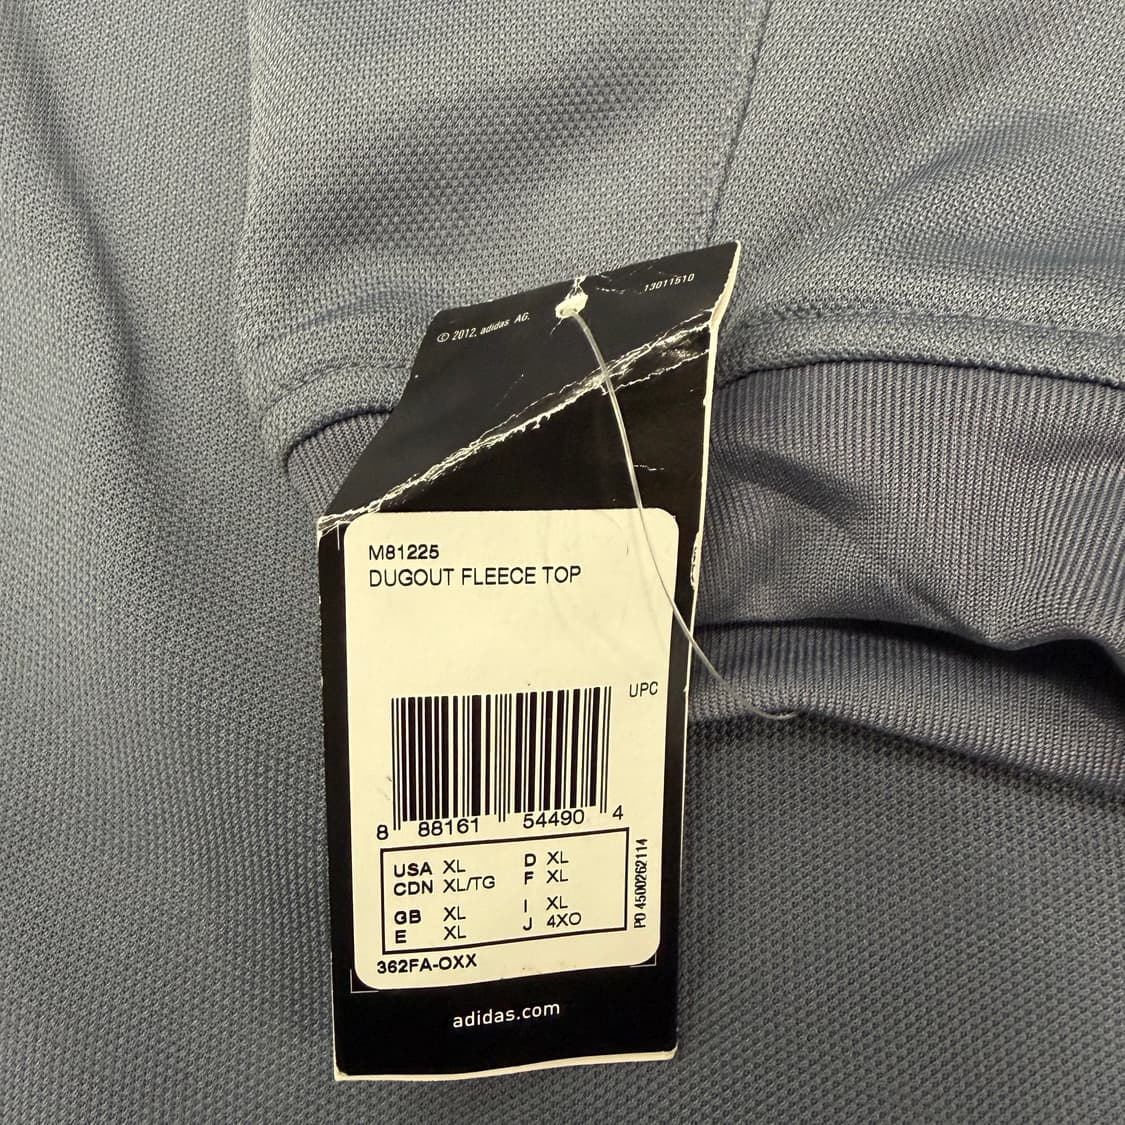 © 2012, adidas AG.
13011510
M81225
DUGOUT FLEECE TOP
UPC
8 88161 54490 4
USA XL D XL
CDN XL/TG F XL
GB XL I XL
E XL J 4XO
PO 4500262114
362FA-OXX
adidas.com